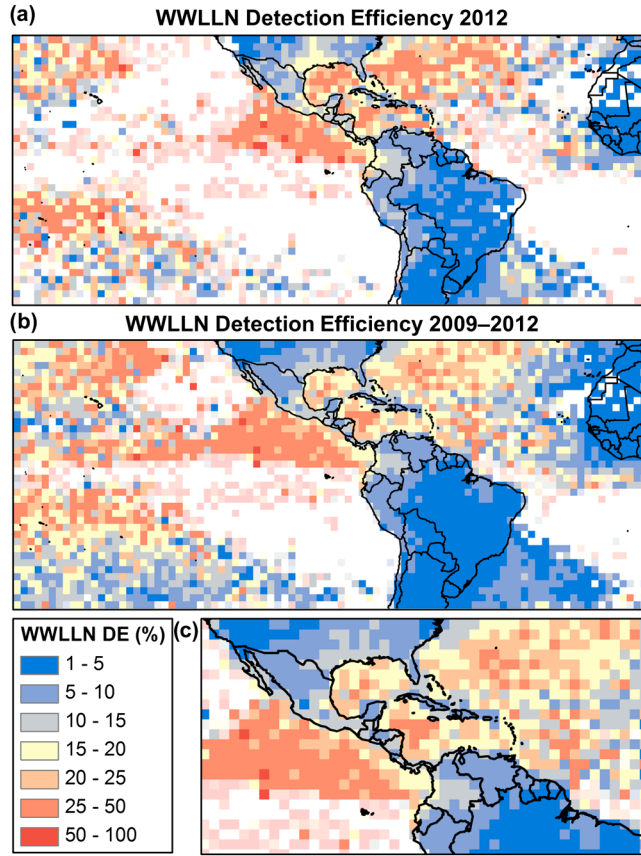 (a)
WWLLN Detection Efficiency 2012
(b)
WWLLN Detection Efficiency 2009–2012
WWLLN DE (%)
(c)
1 - 5
5 - 10
10 - 15
15 - 20
20 - 25
25 - 50
50 - 100